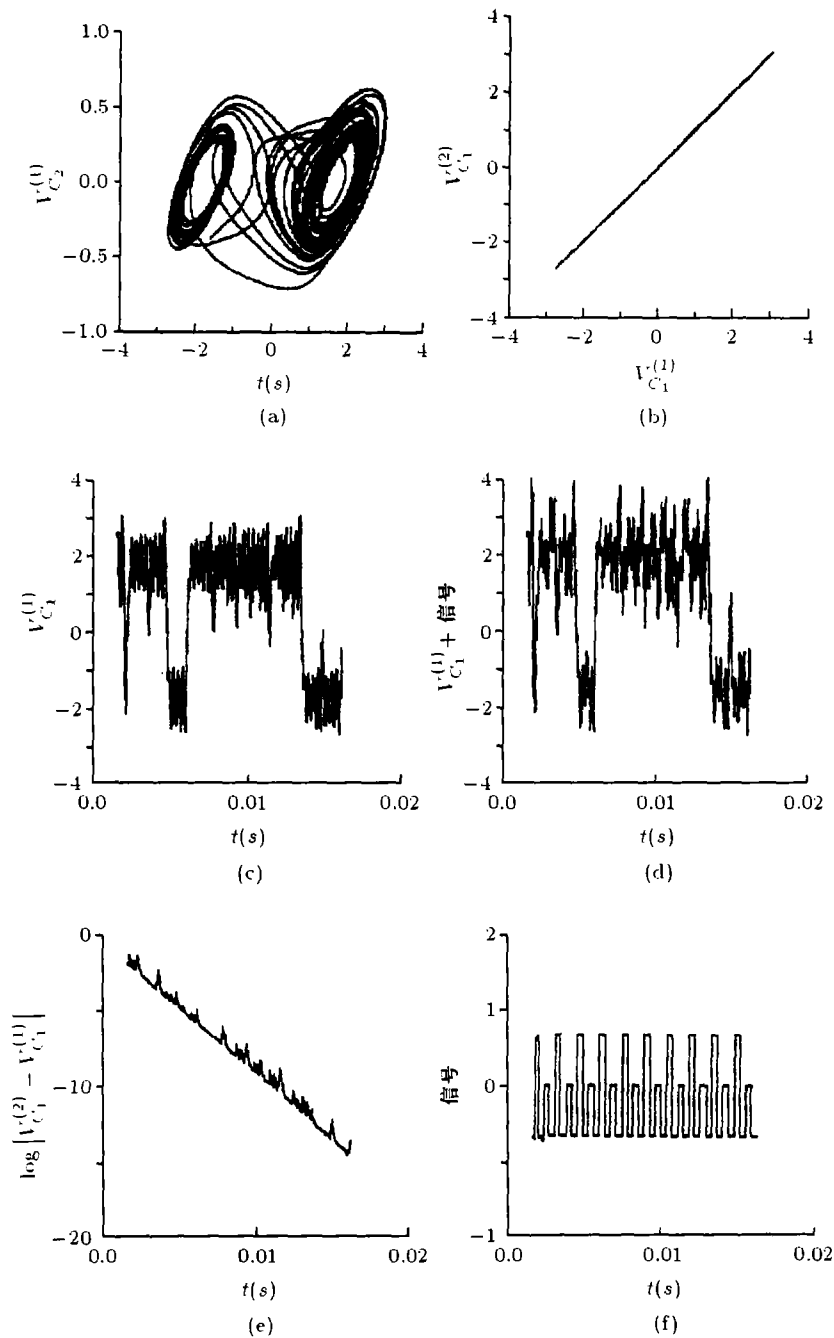 1.0
0.5
0.0
−0.5
−1.0
V_{C_2}^{(1)}
−4 −2 0 2 4
t(s)
(a)
4
2
0
−2
−4
V_{C_1}^{(2)}
−4 −2 0 2 4
V_{C_1}^{(1)}
(b)
4
2
0
−2
−4
V_{C_1}^{(1)}
0.0 0.01 0.02
t(s)
(c)
4
2
0
−2
−4
V_{C_1}^{(1)} + 信号
0.0 0.01 0.02
t(s)
(d)
0
−5
−10
−15
−20
log |V_{C_1}^{(2)} − V_{C_1}^{(1)}|
0.0 0.01 0.02
t(s)
(e)
2
1
0
−1
信号
0.0 0.01 0.02
t(s)
(f)